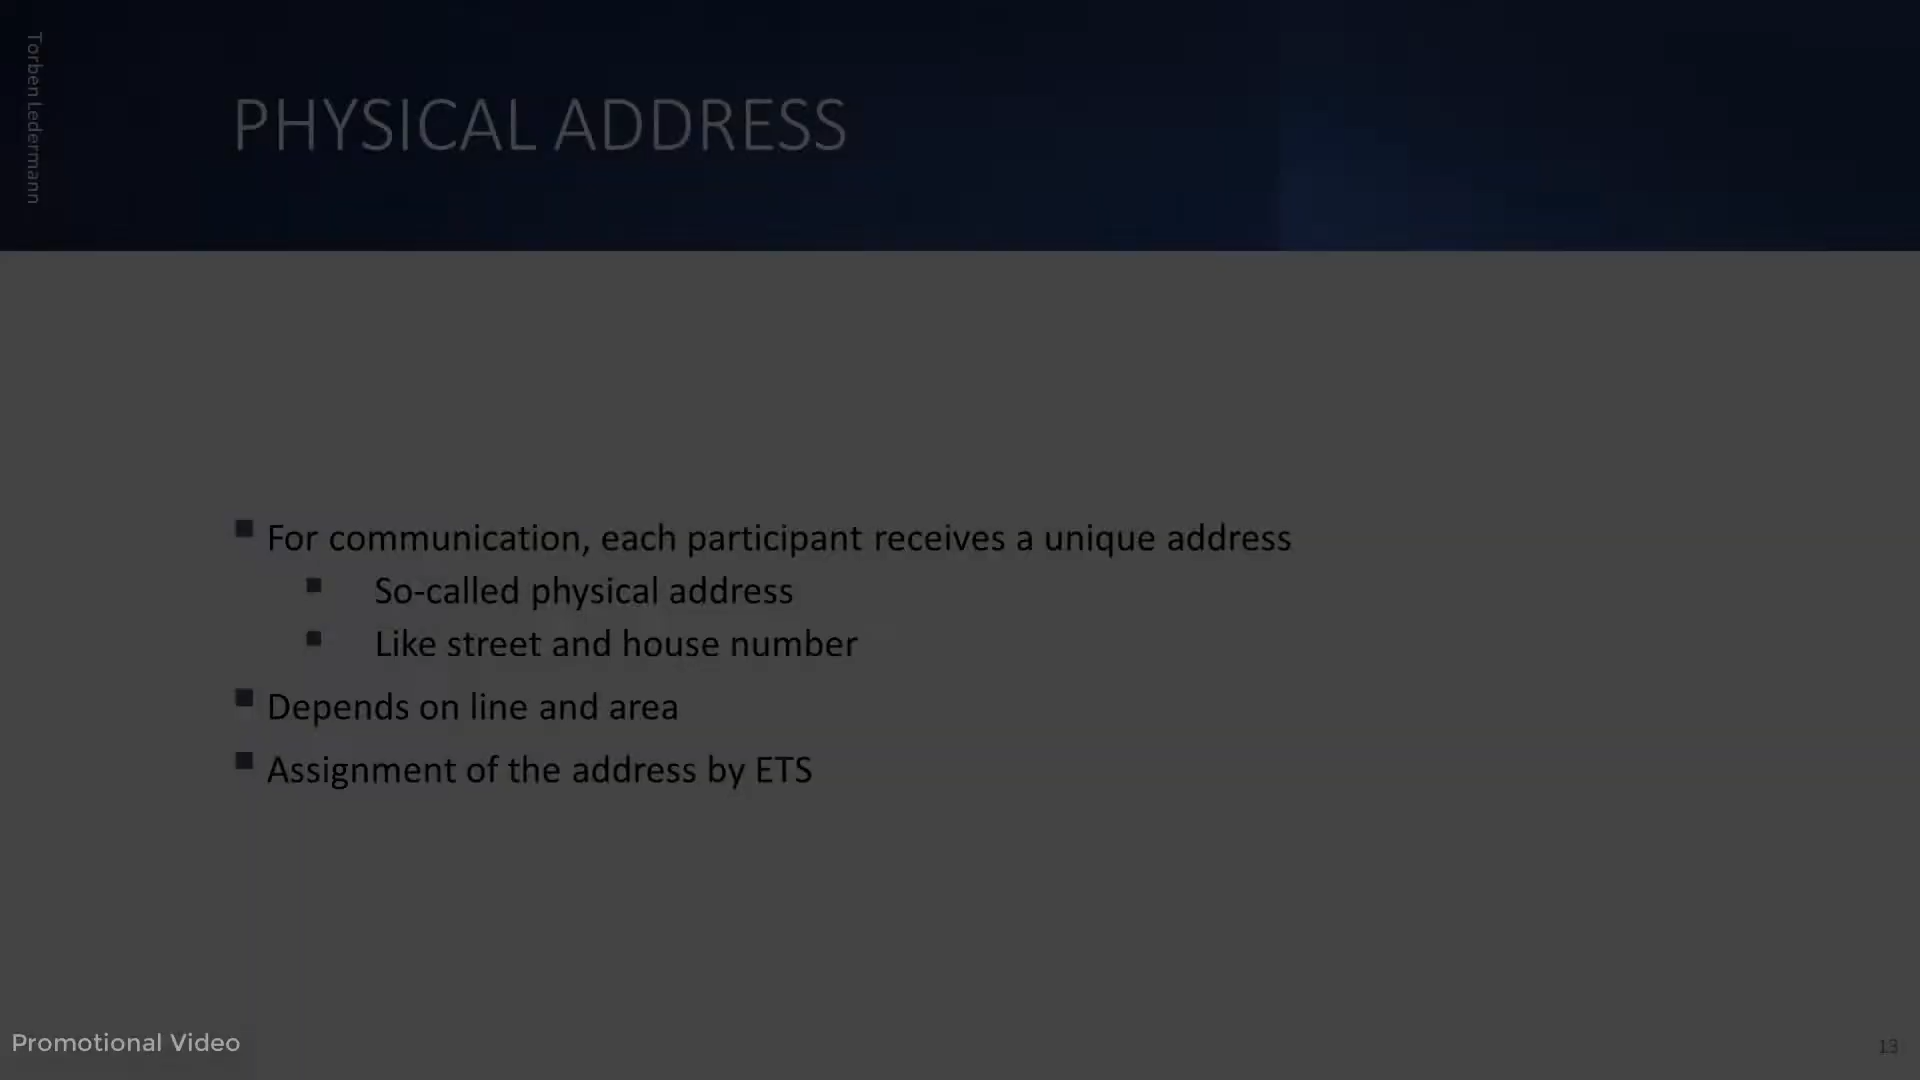 Torben Ledermann
PHYSICAL ADDRESS
For communication, each participant receives a unique address
So-called physical address
Like street and house number
Depends on line and area
Assignment of the address by ETS
Promotional Video
13